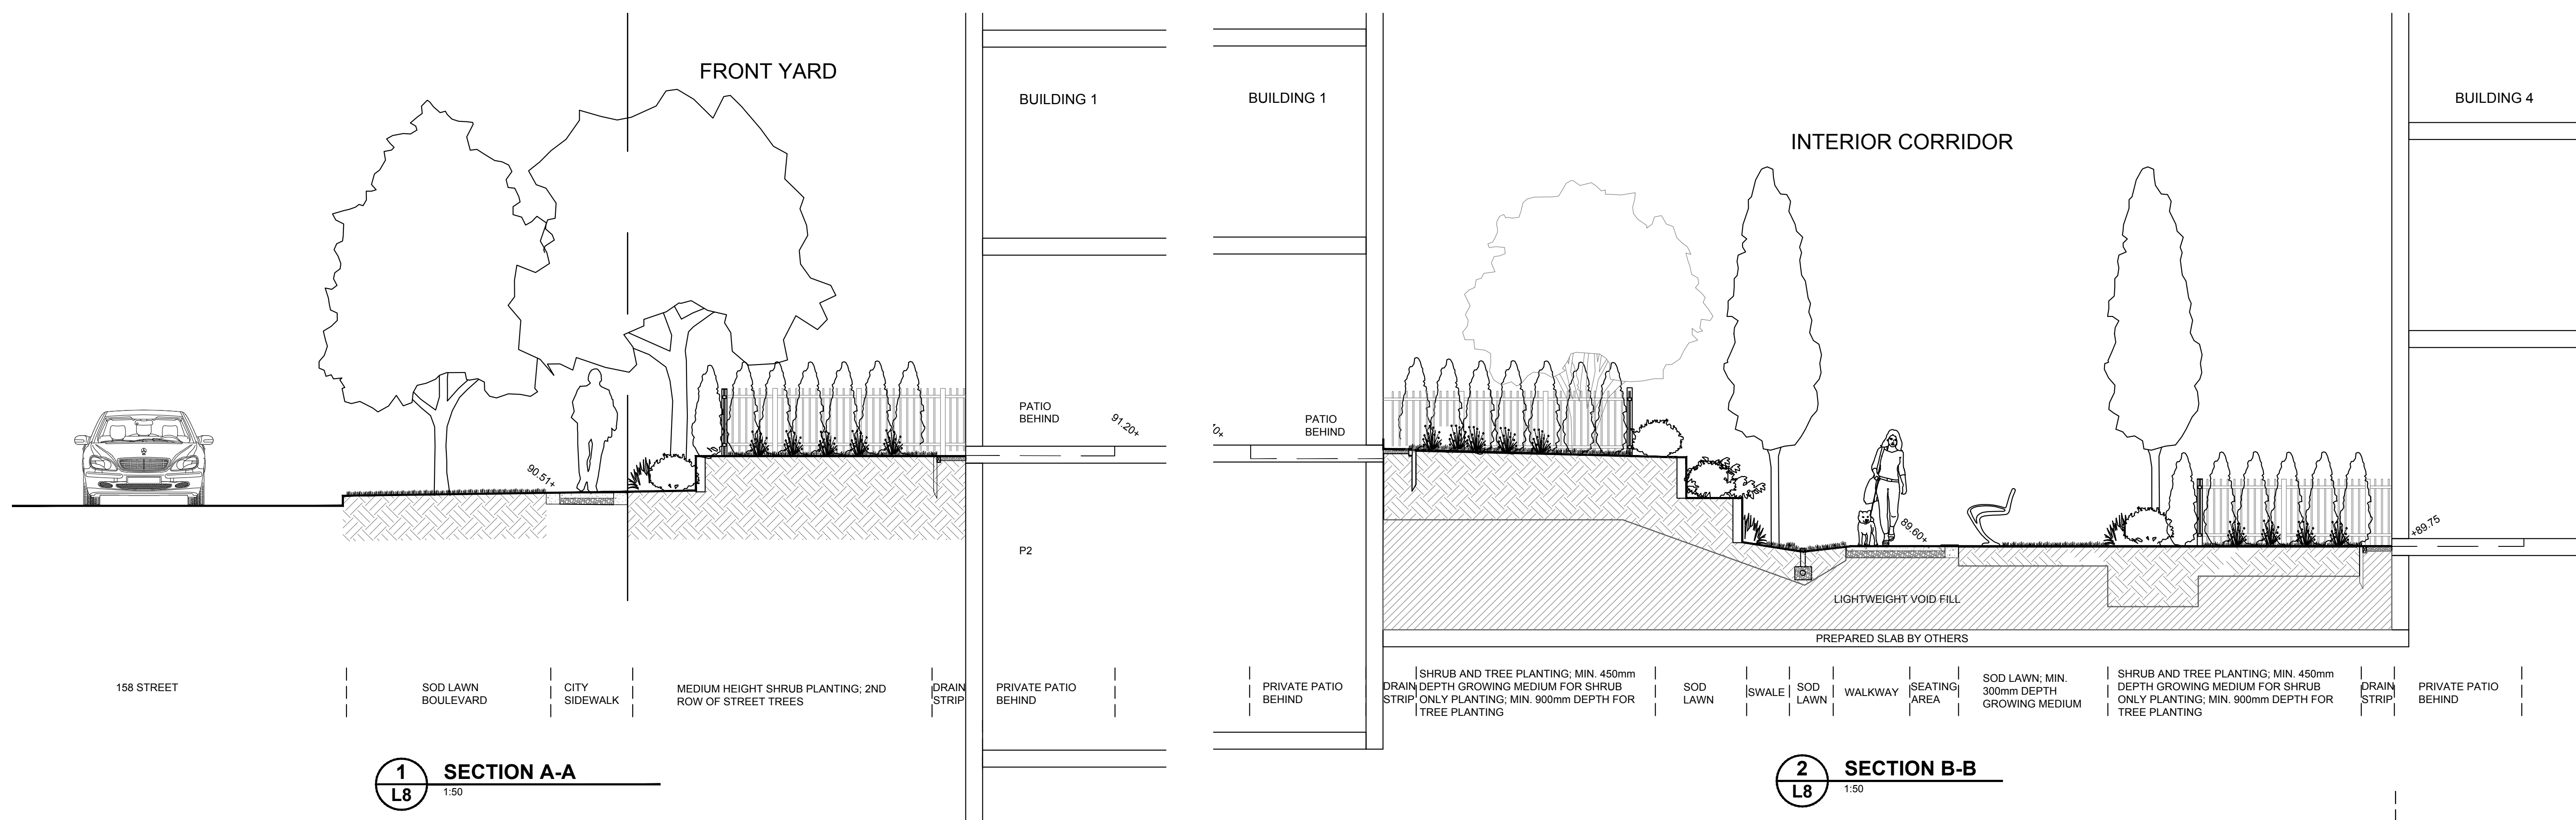 FRONT YARD
BUILDING 1
PATIO
BEHIND
91.20+
90.51+
P2
158 STREET
SOD LAWN
BOULEVARD
CITY
SIDEWALK
MEDIUM HEIGHT SHRUB PLANTING; 2ND
ROW OF STREET TREES
DRAIN
STRIP
PRIVATE PATIO
BEHIND
1
L8
SECTION A-A
1:50
BUILDING 1
INTERIOR CORRIDOR
BUILDING 4
PATIO
BEHIND
89.60+
+89.75
LIGHTWEIGHT VOID FILL
PREPARED SLAB BY OTHERS
PRIVATE PATIO
BEHIND
DRAIN
STRIP
SHRUB AND TREE PLANTING; MIN. 450mm
DEPTH GROWING MEDIUM FOR SHRUB
ONLY PLANTING; MIN. 900mm DEPTH FOR
TREE PLANTING
SOD
LAWN
SWALE
SOD
LAWN
WALKWAY
SEATING
AREA
SOD LAWN; MIN.
300mm DEPTH
GROWING MEDIUM
SHRUB AND TREE PLANTING; MIN. 450mm
DEPTH GROWING MEDIUM FOR SHRUB
ONLY PLANTING; MIN. 900mm DEPTH FOR
TREE PLANTING
DRAIN
STRIP
PRIVATE PATIO
BEHIND
2
L8
SECTION B-B
1:50